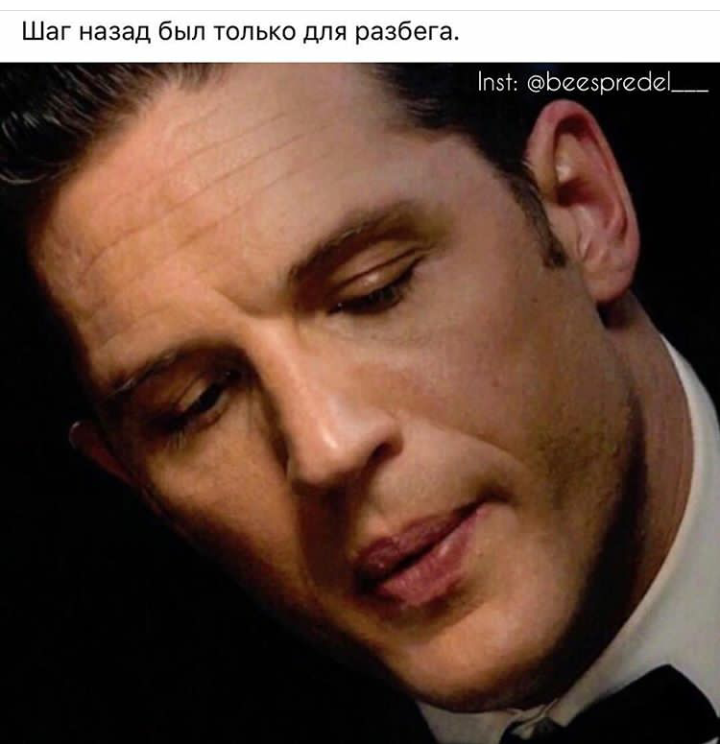 Шаг назад был только для разбега.
Inst: @beespredel___